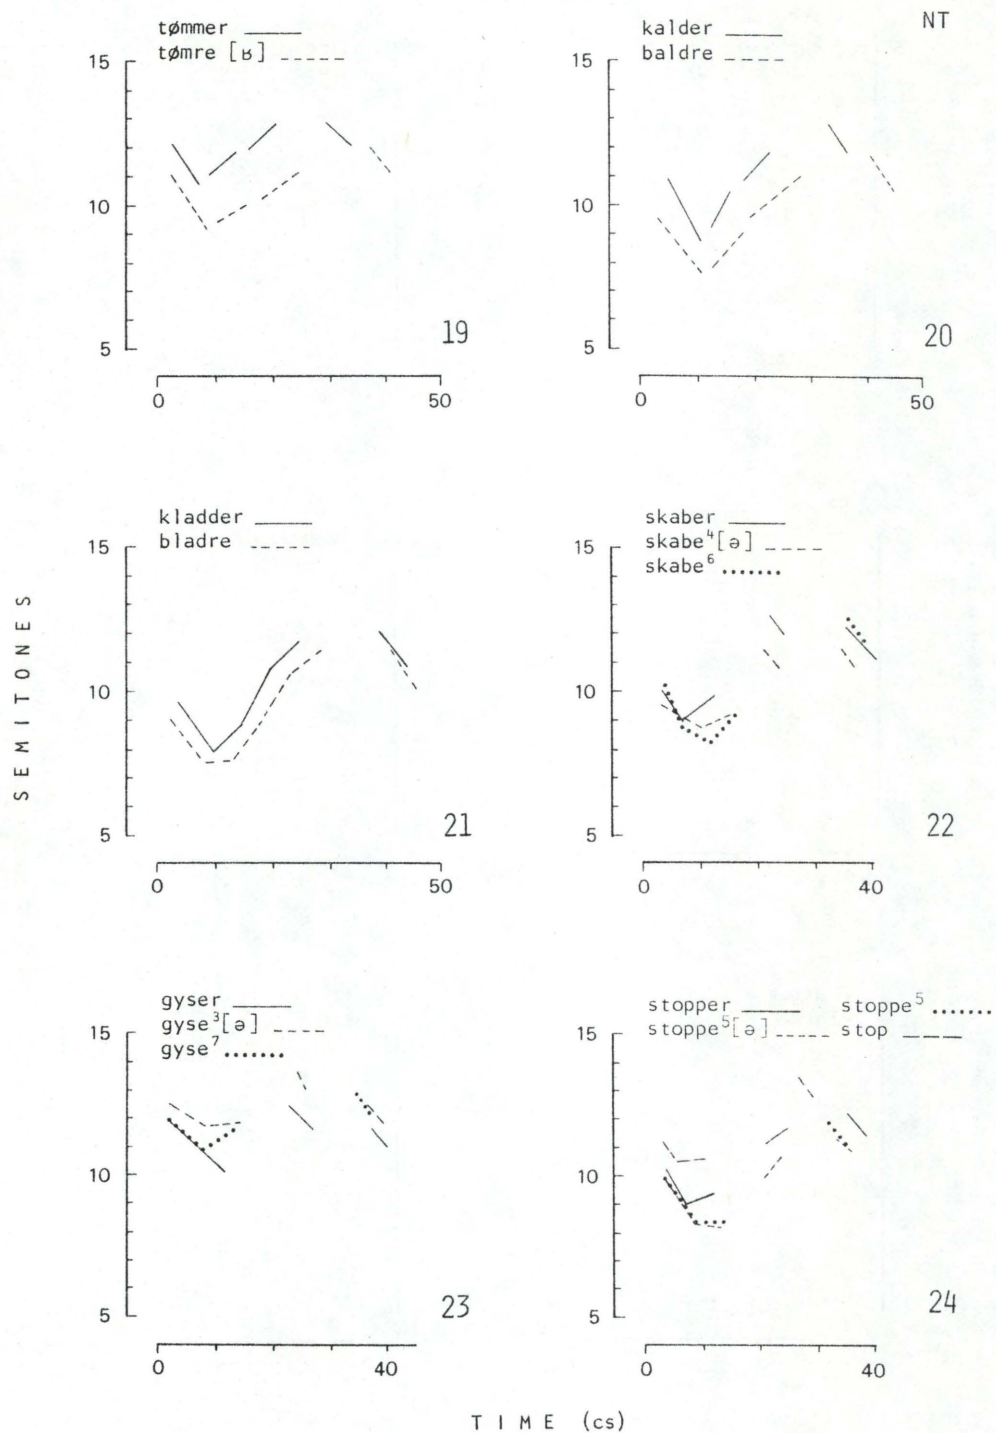 NT
tømmer
tømre [ʁ]
15
10
5
0 50
19
kalder
baldre
15
10
5
0 50
20
kladder
bladre
15
10
5
0 50
21
skaber
skabe⁴[ə]
skabe⁶
15
10
5
0 40
22
gyser
gyse³[ə]
gyse⁷
15
10
5
0 40
23
stopper stoppe⁵
stoppe⁵[ə] stop
15
10
5
0 40
24
SEMITONES
TIME (cs)